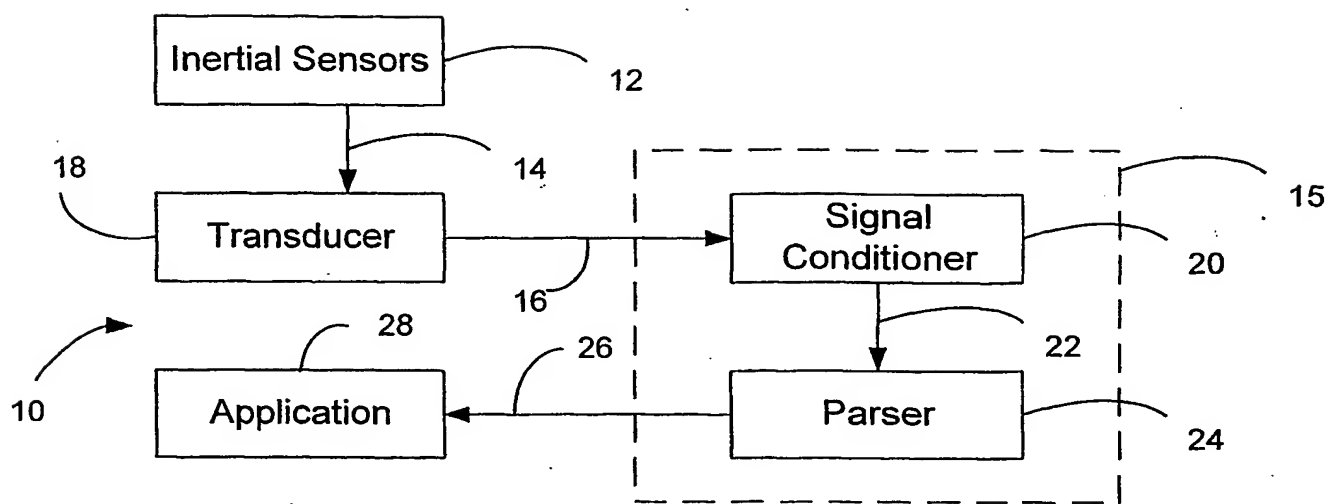 Inertial Sensors
12
14
18
15
Transducer
Signal
Conditioner
20
16
10
28
26
22
Application
Parser
24